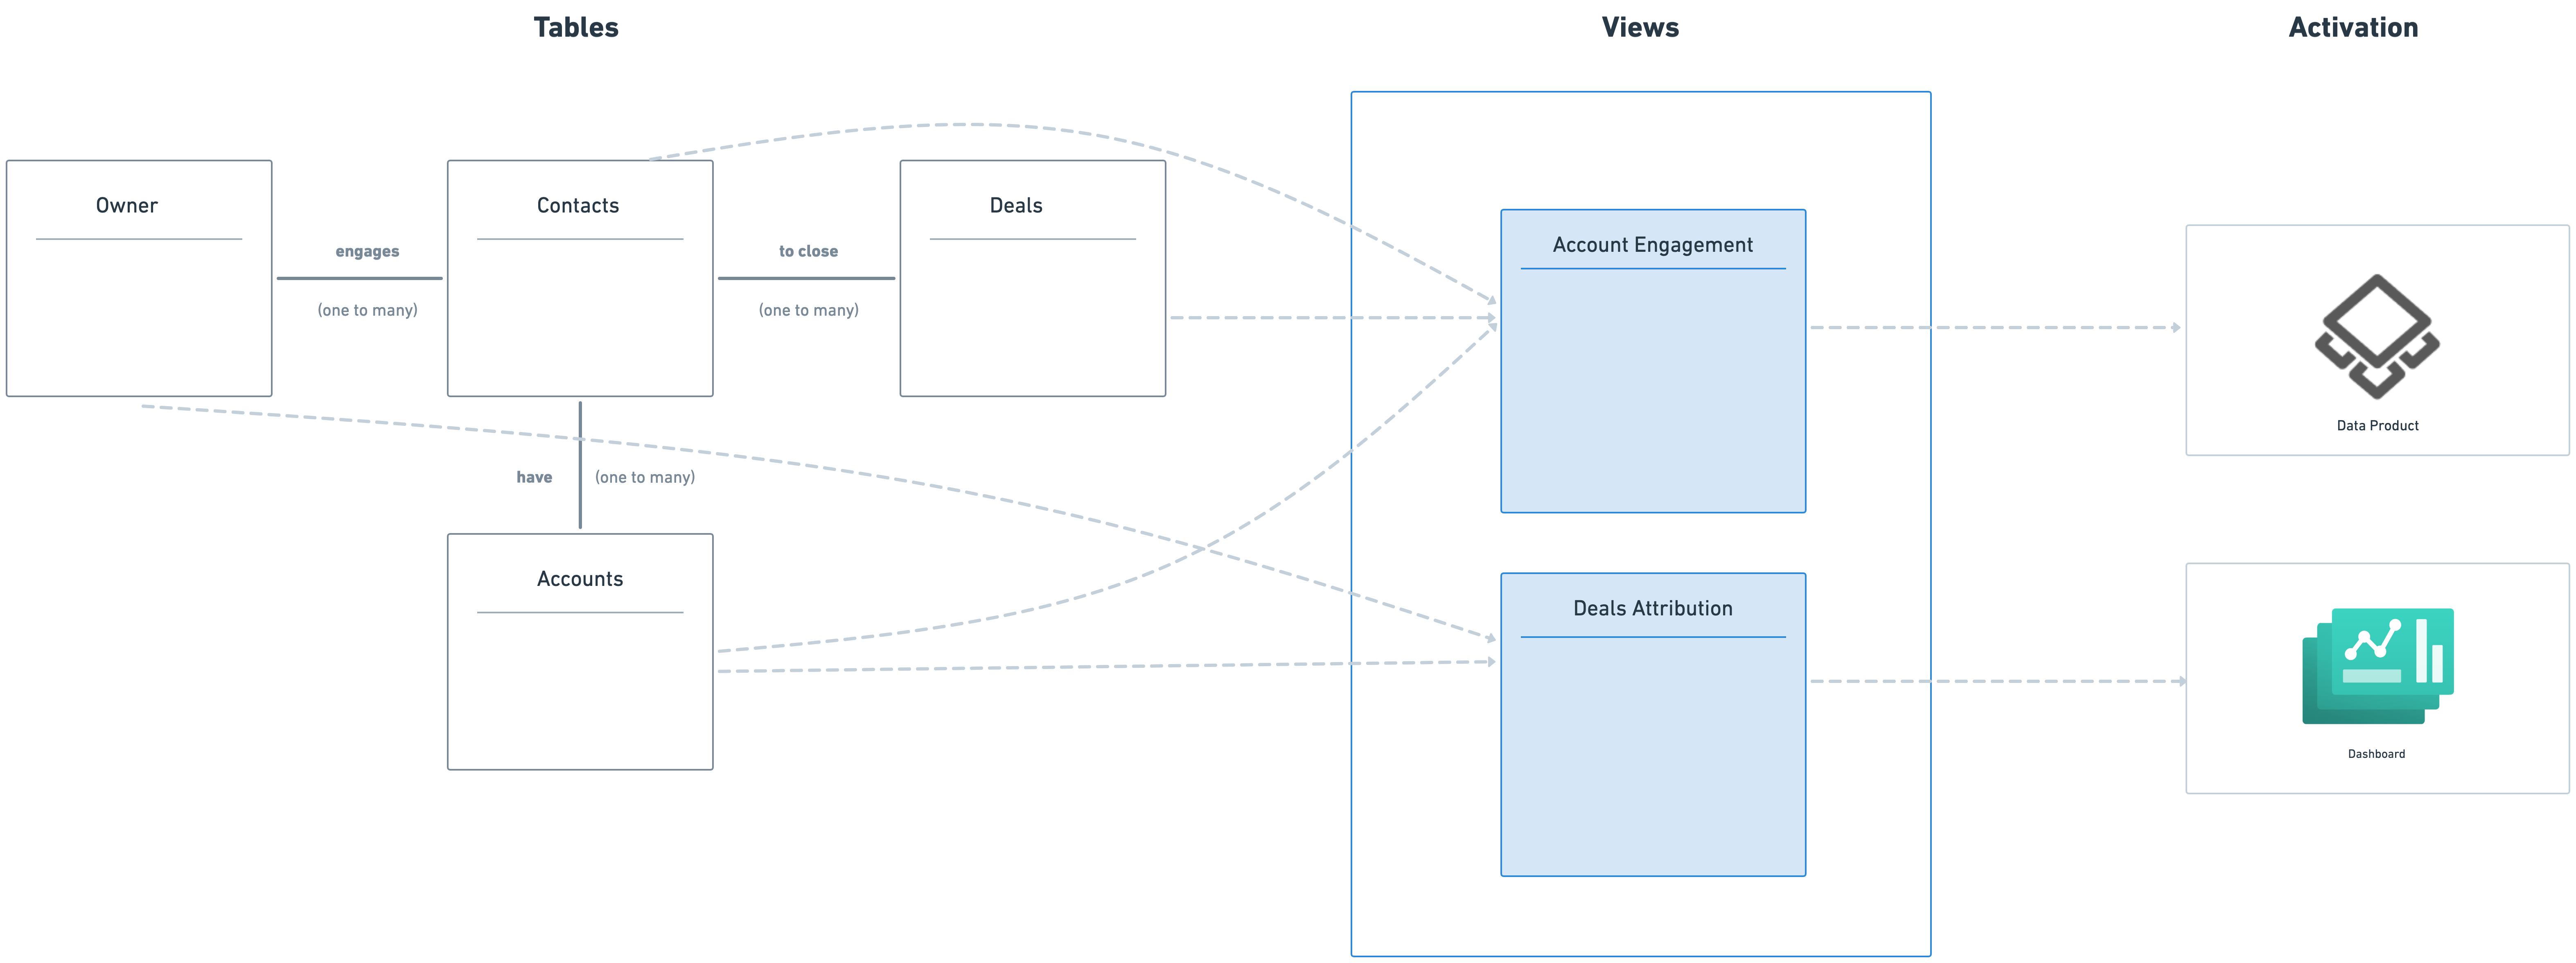 Tables
Views
Activation
Owner
engages
(one to many)
Contacts
to close
(one to many)
Deals
have
(one to many)
Accounts
Account Engagement
Deals Attribution
Data Product
Dashboard